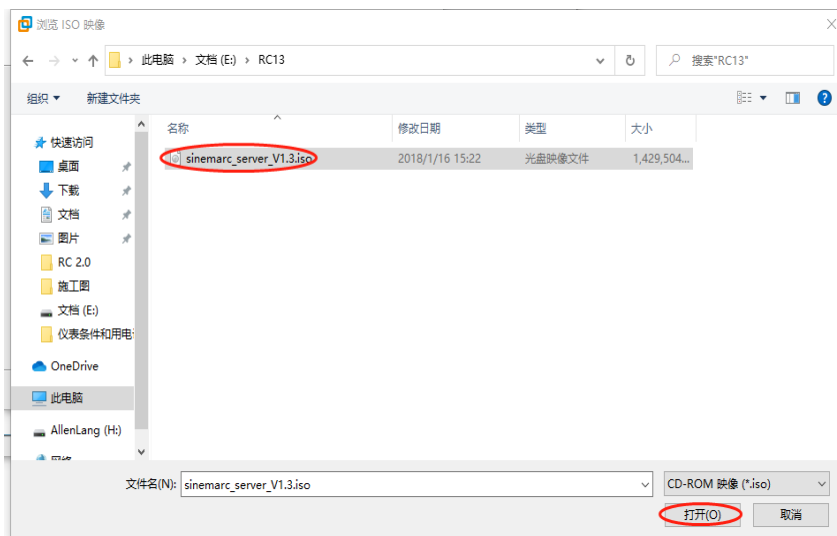 浏览 ISO 映像
此电脑 › 文档 (E:) › RC13
搜索"RC13"
组织 新建文件夹
名称 修改日期 类型 大小
快速访问
sinemarc_server_V1.3.iso 2018/1/16 15:22 光盘映像文件 1,429,504...
桌面
下载
文档
图片
RC 2.0
施工图
文档 (E:)
仪表条件和用电
OneDrive
此电脑
AllenLang (H:)
网络
文件名(N): sinemarc_server_V1.3.iso CD-ROM 映像 (*.iso)
打开(O) 取消